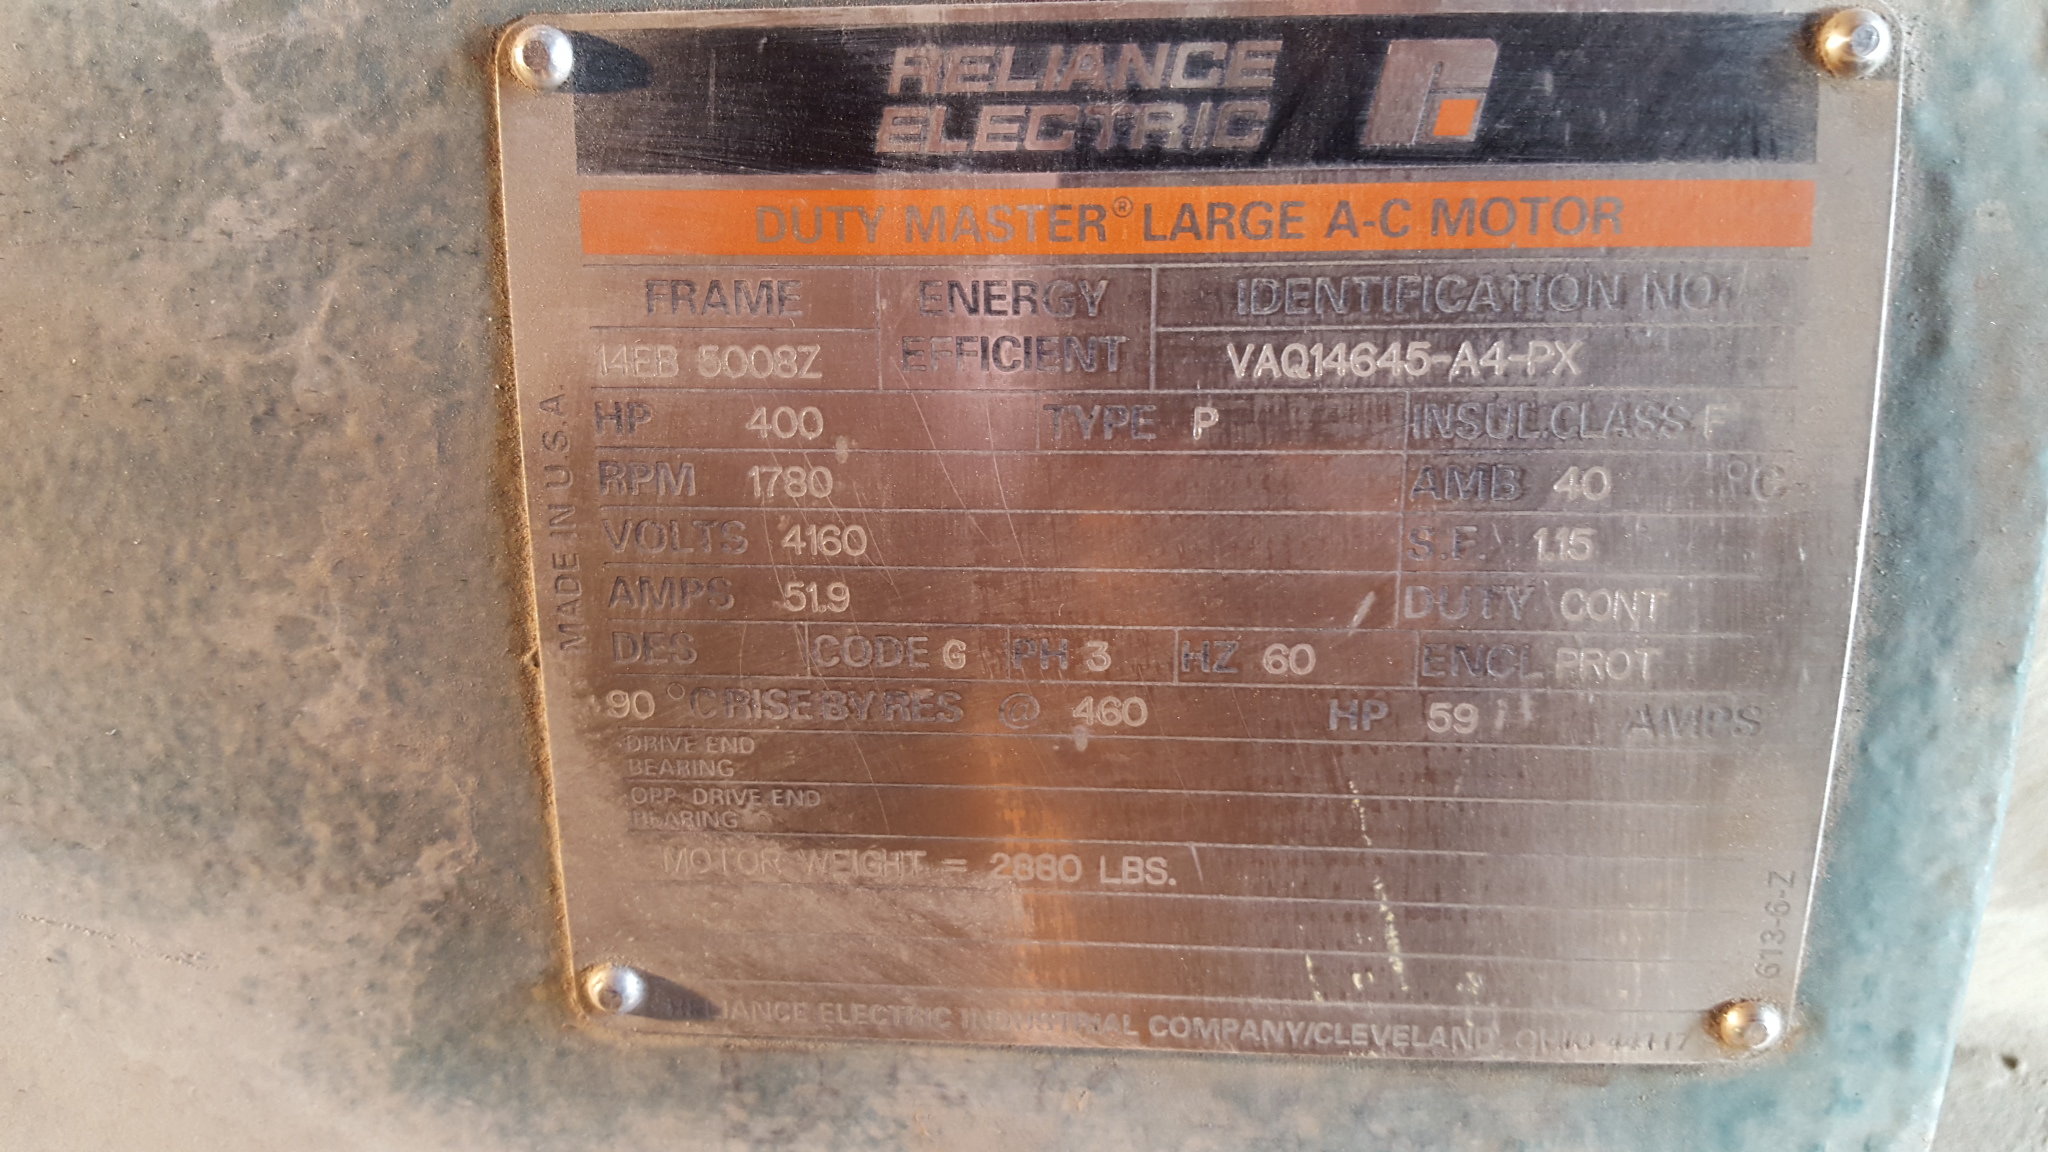 RELIANCE
ELECTRIC
DUTY MASTER® LARGE A-C MOTOR
FRAME ENERGY IDENTIFICATION NO.
14EB 5008Z EFFICIENT VAQ14645-A4-PX
HP 400 TYPE P INSUL.CLASS F
RPM 1780 AMB 40 °C
VOLTS 4160 S.F. 1.15
AMPS 51.9 DUTY CONT
DES CODE G PH 3 HZ 60 ENCL PROT
90 °C RISE BY RES @ 460 HP 59 AMPS
DRIVE END
BEARING
OPP. DRIVE END
BEARING
MOTOR WEIGHT = 2880 LBS.
RELIANCE ELECTRIC INDUSTRIAL COMPANY/CLEVELAND, OHIO 44117
MADE IN U.S.A.
613-6-Z